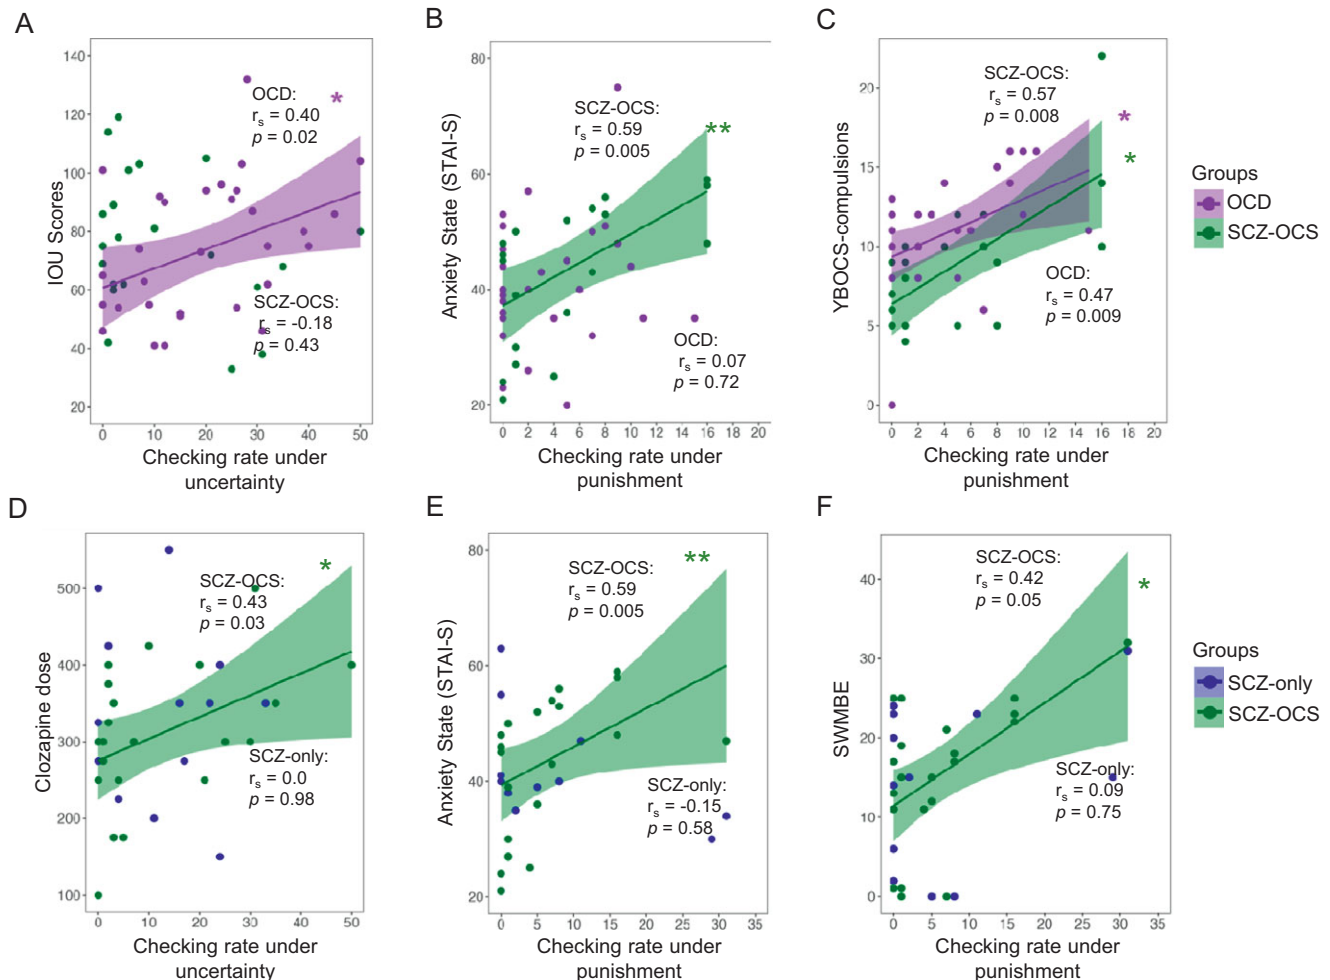 A
140
120
100
80
60
40
20
IOU Scores
OCD:
rs = 0.40
p = 0.02
*
SCZ-OCS:
rs = -0.18
p = 0.43
0 10 20 30 40 50
Checking rate under
uncertainty
B
80
60
40
20
Anxiety State (STAI-S)
SCZ-OCS:
rs = 0.59
p = 0.005
**
OCD:
rs = 0.07
p = 0.72
0 1 2 4 6 8 10 12 14 16 18 20
Checking rate under
punishment
C
20
15
10
5
0
YBOCS-compulsions
SCZ-OCS:
rs = 0.57
p = 0.008
*
*
OCD:
rs = 0.47
p = 0.009
0 1 2 4 6 8 10 12 14 16 16 18 20
Checking rate under
punishment
Groups
OCD
SCZ-OCS
D
500
400
300
200
100
Clozapine dose
SCZ-OCS:
rs = 0.43
p = 0.03
*
SCZ-only:
rs = 0.0
p = 0.98
0 10 20 30 40 50
Checking rate under
uncertainty
E
80
60
40
20
Anxiety State (STAI-S)
SCZ-OCS:
rs = 0.59
p = 0.005
**
SCZ-only:
rs = -0.15
p = 0.58
0 5 10 15 20 25 30 35
Checking rate under
punishment
F
40
30
20
10
0
SWMBE
SCZ-OCS:
rs = 0.42
p = 0.05
*
SCZ-only:
rs = 0.09
p = 0.75
0 5 10 15 20 25 30 35
Checking rate under
punishment
Groups
SCZ-only
SCZ-OCS